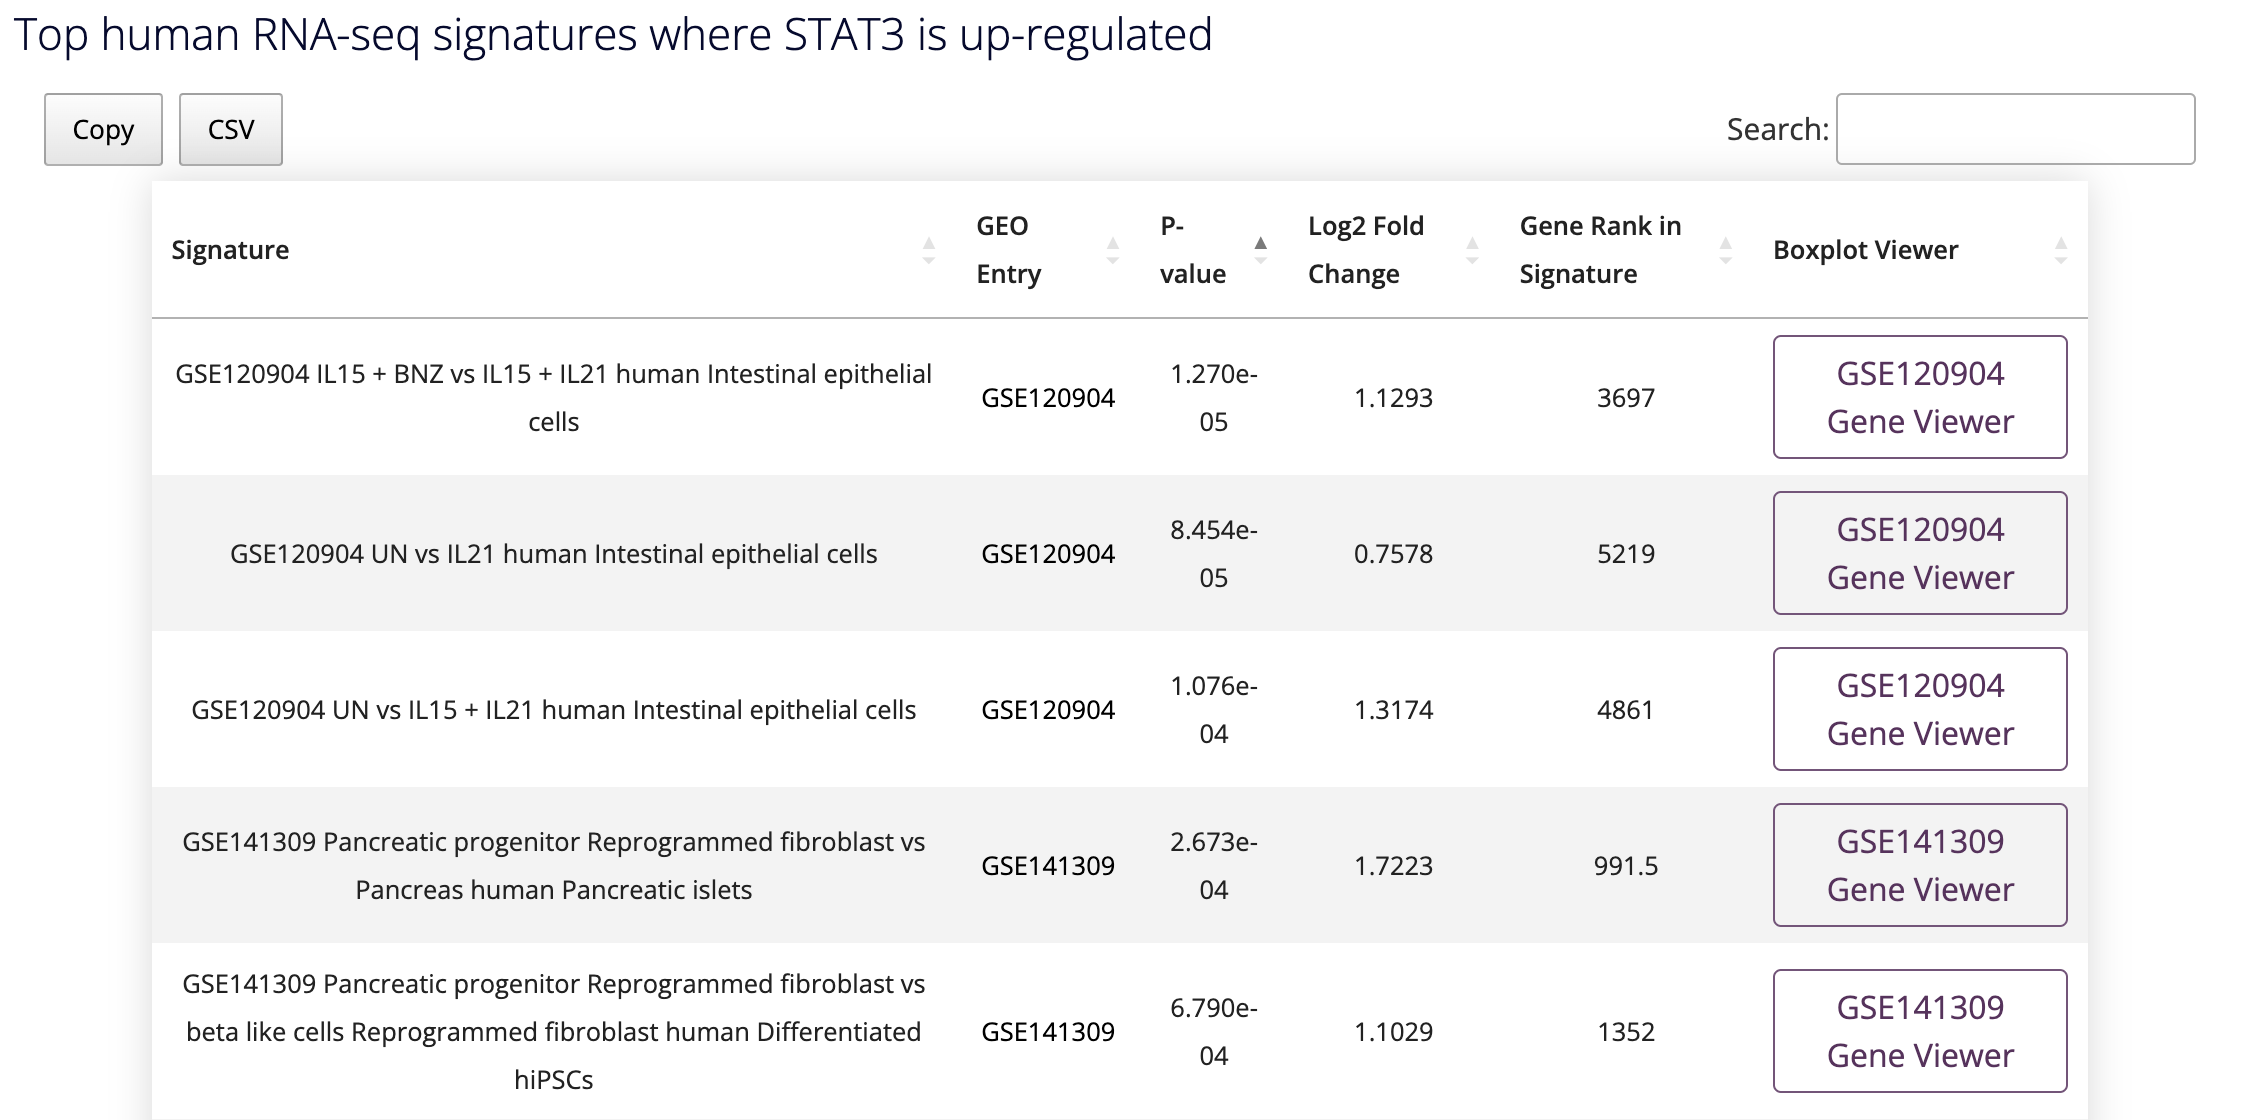 Top human RNA-seq signatures where STAT3 is up-regulated
Copy
CSV
Search:
Signature
GEO
Entry
P-
value
Log2 Fold
Change
Gene Rank in
Signature
Boxplot Viewer
GSE120904 IL15 + BNZ vs IL15 + IL21 human Intestinal epithelial
cells
GSE120904
1.270e-
05
1.1293
3697
GSE120904
Gene Viewer
GSE120904 UN vs IL21 human Intestinal epithelial cells
GSE120904
8.454e-
05
0.7578
5219
GSE120904
Gene Viewer
GSE120904 UN vs IL15 + IL21 human Intestinal epithelial cells
GSE120904
1.076e-
04
1.3174
4861
GSE120904
Gene Viewer
GSE141309 Pancreatic progenitor Reprogrammed fibroblast vs
Pancreas human Pancreatic islets
GSE141309
2.673e-
04
1.7223
991.5
GSE141309
Gene Viewer
GSE141309 Pancreatic progenitor Reprogrammed fibroblast vs
beta like cells Reprogrammed fibroblast human Differentiated
hiPSCs
GSE141309
6.790e-
04
1.1029
1352
GSE141309
Gene Viewer